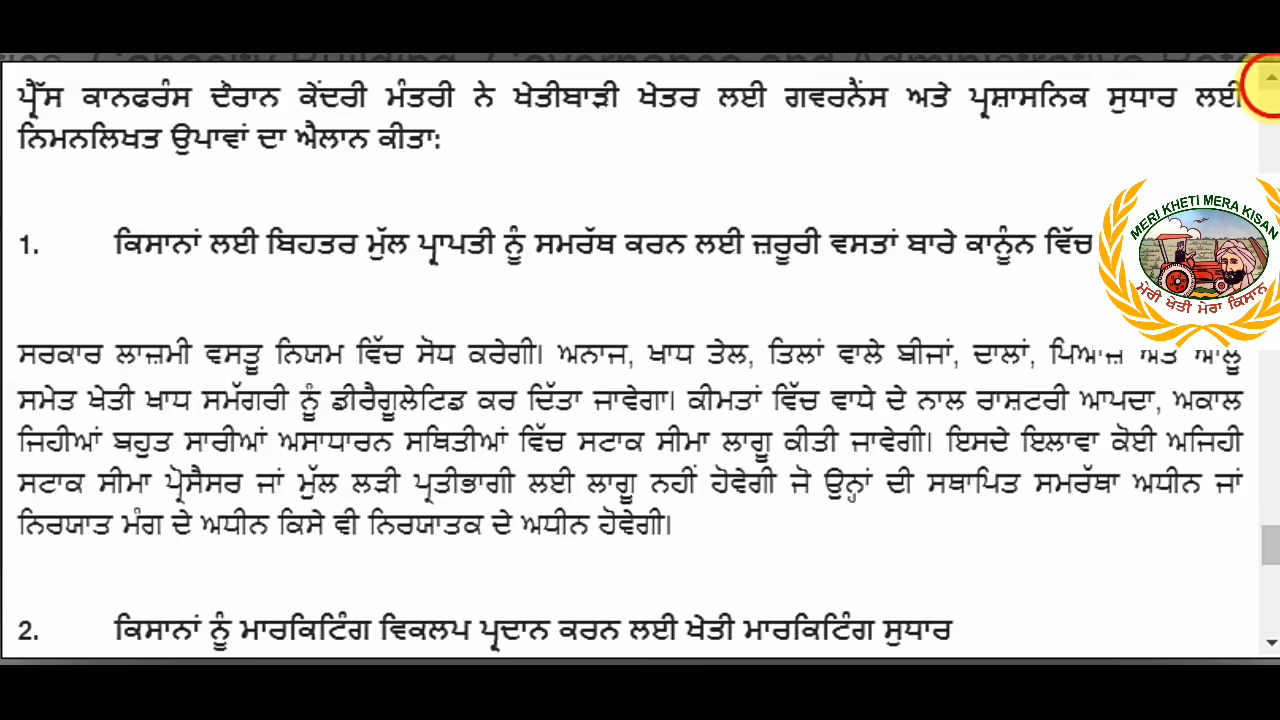 ਪ੍ਰੈੱਸ ਕਾਨਫਰੰਸ ਦੌਰਾਨ ਕੇਂਦਰੀ ਮੰਤਰੀ ਨੇ ਖੇਤੀਬਾੜੀ ਖੇਤਰ ਲਈ ਗਵਰਨੈਂਸ ਅਤੇ ਪ੍ਰਸ਼ਾਸਨਿਕ ਸੁਧਾਰ ਲਈ
ਨਿਮਨਲਿਖਤ ਉਪਾਵਾਂ ਦਾ ਐਲਾਨ ਕੀਤਾ:
1. ਕਿਸਾਨਾਂ ਲਈ ਬਿਹਤਰ ਮੁੱਲ ਪ੍ਰਾਪਤੀ ਨੂੰ ਸਮਰੱਥ ਕਰਨ ਲਈ ਜ਼ਰੂਰੀ ਵਸਤਾਂ ਬਾਰੇ ਕਾਨੂੰਨ ਵਿੱਚ
MERI KHETI MERA KISAN
ਮੇਰੀ ਖੇਤੀ ਮੇਰਾ ਕਿਸਾਨ
ਸਰਕਾਰ ਲਾਜ਼ਮੀ ਵਸਤੂ ਨਿਯਮ ਵਿੱਚ ਸੋਧ ਕਰੇਗੀ। ਅਨਾਜ, ਖਾਧ ਤੇਲ, ਤਿਲਾਂ ਵਾਲੇ ਬੀਜਾਂ, ਦਾਲਾਂ, ਪਿਆਜ਼ ਅਤੇ ਆਲੂ
ਸਮੇਤ ਖੇਤੀ ਖਾਧ ਸਮੱਗਰੀ ਨੂੰ ਡੀਰੈਗੂਲੇਟਿਡ ਕਰ ਦਿੱਤਾ ਜਾਵੇਗਾ। ਕੀਮਤਾਂ ਵਿੱਚ ਵਾਧੇ ਦੇ ਨਾਲ ਰਾਸ਼ਟਰੀ ਆਪਦਾ, ਅਕਾਲ
ਜਿਹੀਆਂ ਬਹੁਤ ਸਾਰੀਆਂ ਅਸਾਧਾਰਨ ਸਥਿਤੀਆਂ ਵਿੱਚ ਸਟਾਕ ਸੀਮਾ ਲਾਗੂ ਕੀਤੀ ਜਾਵੇਗੀ। ਇਸਦੇ ਇਲਾਵਾ ਕੋਈ ਅਜਿਹੀ
ਸਟਾਕ ਸੀਮਾ ਪ੍ਰੋਸੈਸਰ ਜਾਂ ਮੁੱਲ ਲੜੀ ਪ੍ਰਤੀਭਾਗੀ ਲਈ ਲਾਗੂ ਨਹੀਂ ਹੋਵੇਗੀ ਜੋ ਉਨ੍ਹਾਂ ਦੀ ਸਥਾਪਿਤ ਸਮਰੱਥਾ ਅਧੀਨ ਜਾਂ
ਨਿਰਯਾਤ ਮੰਗ ਦੇ ਅਧੀਨ ਕਿਸੇ ਵੀ ਨਿਰਯਾਤਕ ਦੇ ਅਧੀਨ ਹੋਵੇਗੀ।
2. ਕਿਸਾਨਾਂ ਨੂੰ ਮਾਰਕਿਟਿੰਗ ਵਿਕਲਪ ਪ੍ਰਦਾਨ ਕਰਨ ਲਈ ਖੇਤੀ ਮਾਰਕਿਟਿੰਗ ਸੁਧਾਰ